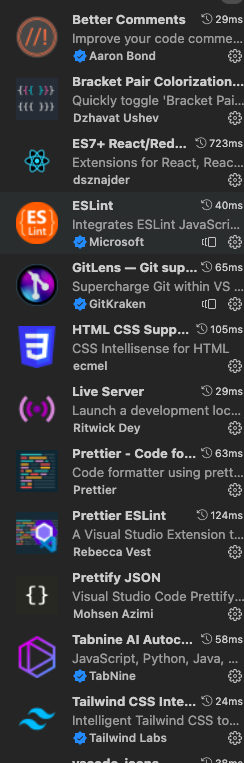 Better Comments 29ms
Improve your code comme...
Aaron Bond
Bracket Pair Colorization...
Quickly toggle 'Bracket Pai...
Dzhavat Ushev
ES7+ React/Red... 723ms
Extensions for React, Reac...
dsznajder
ESLint 40ms
Integrates ESLint JavaScri...
Microsoft
GitLens — Git sup... 65ms
Supercharge Git within VS ...
GitKraken
HTML CSS Supp... 105ms
CSS Intellisense for HTML
ecmel
Live Server 29ms
Launch a development loc...
Ritwick Dey
Prettier - Code fo... 63ms
Code formatter using prett...
Prettier
Prettier ESLint 124ms
A Visual Studio Extension t...
Rebecca Vest
Prettify JSON
Visual Studio Code Prettify...
Mohsen Azimi
Tabnine AI Autoc... 58ms
JavaScript, Python, Java, ...
TabNine
Tailwind CSS Inte... 24ms
Intelligent Tailwind CSS to...
Tailwind Labs